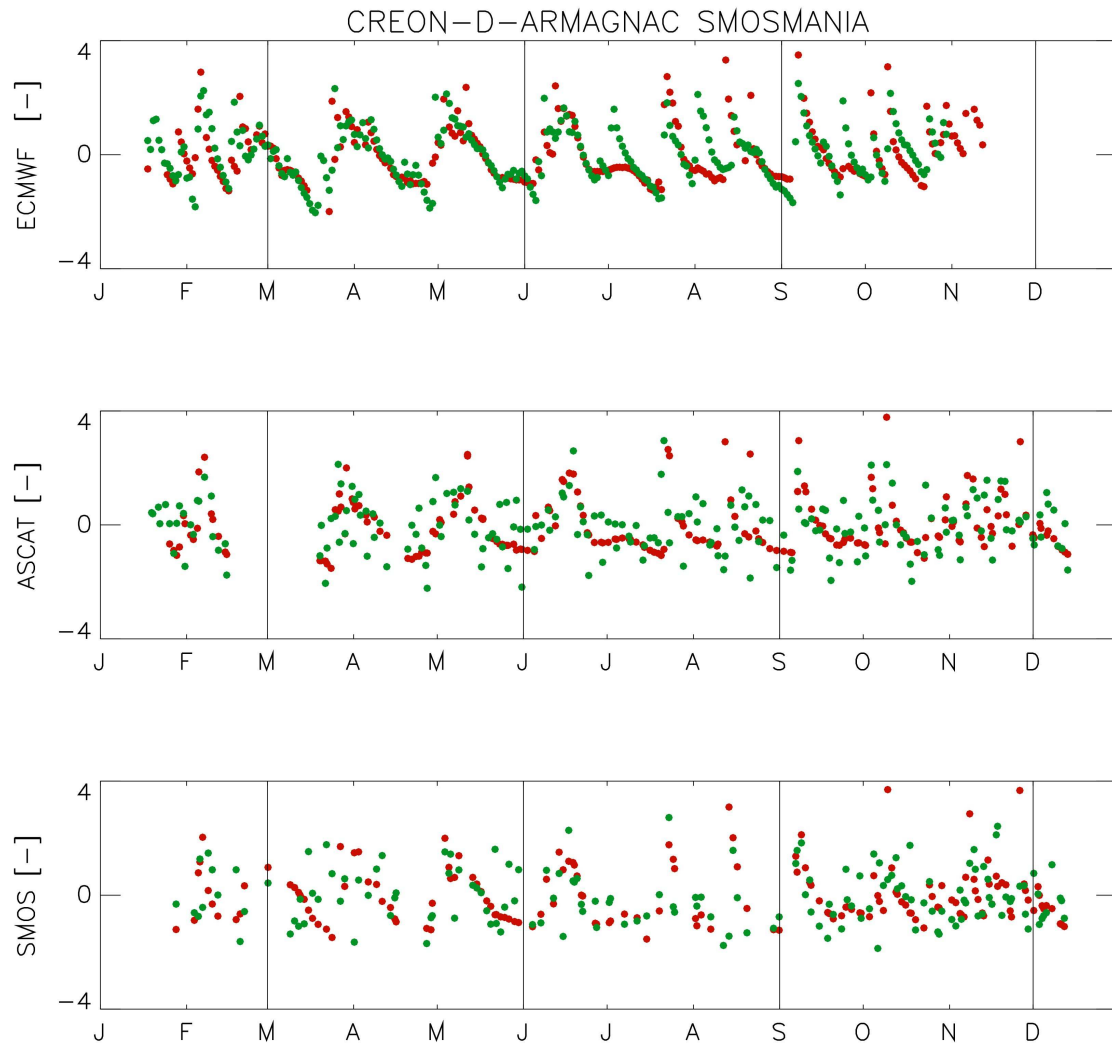 CREON-D-ARMAGNAC SMOSMANIA
4
0
-4
ECMWF [-]
J F M A M J J A S O N D
4
0
-4
ASCAT [-]
J F M A M J J A S O N D
4
0
-4
SMOS [-]
J F M A M J J A S O N D